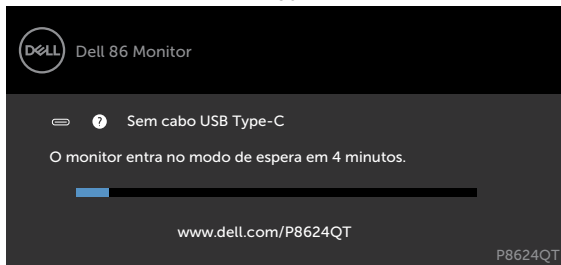 DELL
Dell 86 Monitor
? Sem cabo USB Type-C
O monitor entra no modo de espera em 4 minutos.
www.dell.com/P8624QT
P8624QT